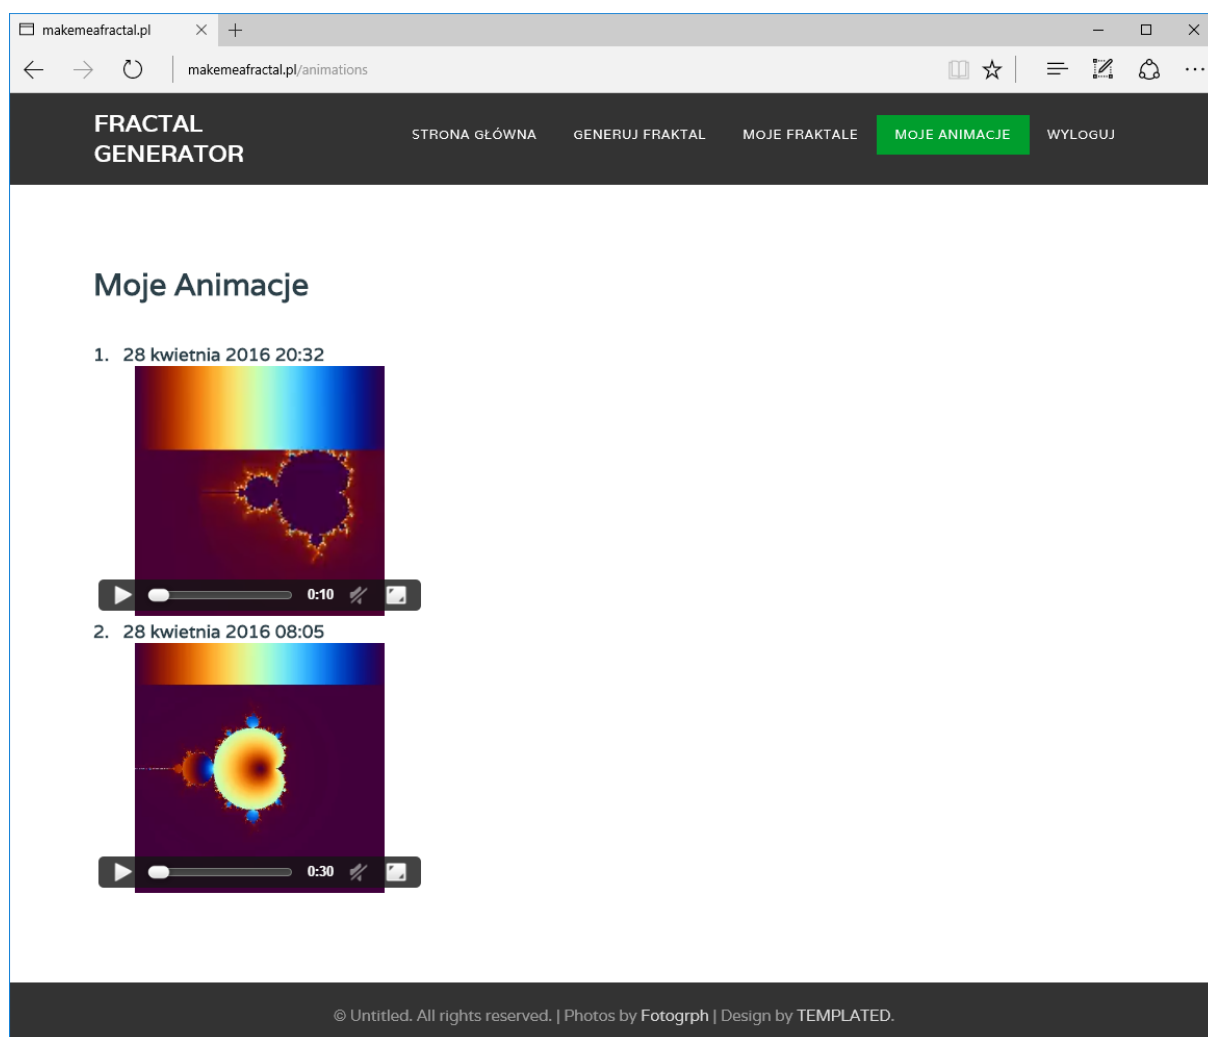 makemeafractal.pl
makemeafractal.pl/animations
FRACTAL
GENERATOR
STRONA GŁÓWNA
GENERUJ FRAKTAL
MOJE FRAKTALE
MOJE ANIMACJE
WYLOGUJ
Moje Animacje
1. 28 kwietnia 2016 20:32
0:10
2. 28 kwietnia 2016 08:05
0:30
© Untitled. All rights reserved. | Photos by Fotogrph | Design by TEMPLATED.